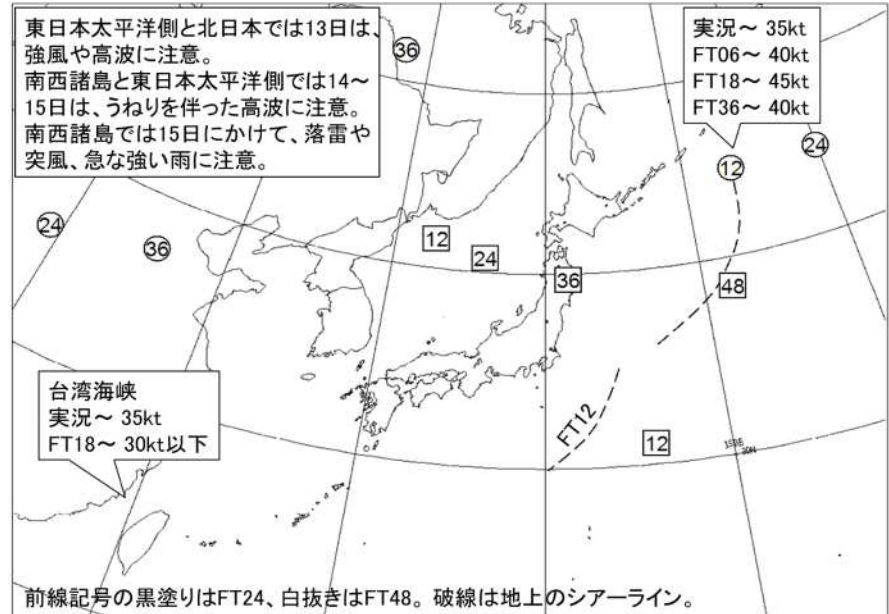 東日本太平洋側と北日本では13日は、
強風や高波に注意。
南西諸島と東日本太平洋側では14～
15日は、うねりを伴った高波に注意。
南西諸島では15日にかけて、落雷や
突風、急な強い雨に注意。
36
実況～ 35kt
FT06～ 40kt
FT18～ 45kt
FT36～ 40kt
24
12
24
36
12
24
36
48
台湾海峡
実況～ 35kt
FT18～ 30kt以下
FT12
12
150E
30N
前線記号の黒塗りはFT24、白抜きはFT48。破線は地上のシアーライン。